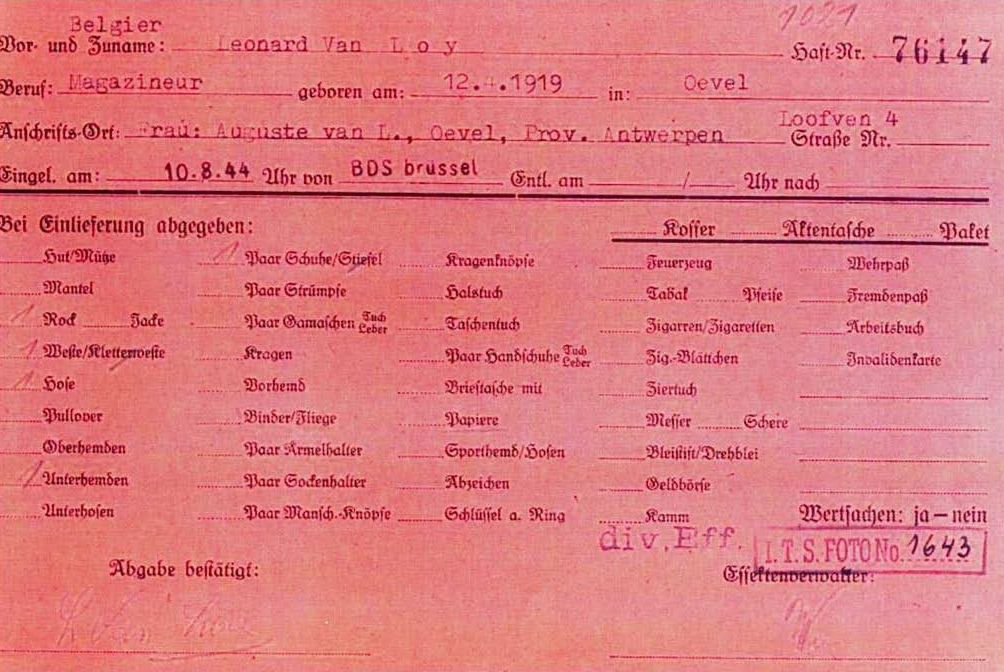 1021
Belgier
Vor- und Zuname: Leonard Van Loy Haft-Nr. 76147
Beruf: Magazineur geboren am: 12.4.1919 in: Oevel
Loofven 4
Anschrifts-Ort: Frau: Auguste van L., Oevel, Prov. Antwerpen Straße Nr.
Eingel. am: 10.8.44 Uhr von BDS brüssel Entl. am / Uhr nach
Bei Einlieferung abgegeben: Koffer Aktentasche Paket
Hut/Mütze 1 Paar Schuhe/Stiefel Kragenknöpfe Feuerzeug Wehrpaß
Mantel Paar Strümpfe Halstuch Tabak Pfeife Fremdenpaß
1 Rock Jacke Paar Gamaschen Tuch Leber Taschentuch Zigarren/Zigaretten Arbeitsbuch
1 Weste/Kletterweste Kragen Paar Handschuhe Tuch Leder Zig.-Blättchen Invalidenkarte
1 Hose Vorhemd Brieftasche mit Ziertuch
Pullover Binder/Fliege Papiere Messer Schere
Oberhemden Paar Ärmelhalter Sporthemd/Hosen Bleistift/Drehblei
1 Unterhemden Paar Sockenhalter Abzeichen Geldbörse
Unterhosen Paar Mansch.-Knöpfe Schlüssel a. Ring Kamm Wertsachen: ja – nein
div. Eff. I.T.S. FOTO No. 1643
Abgabe bestätigt: Effektenverwalter: